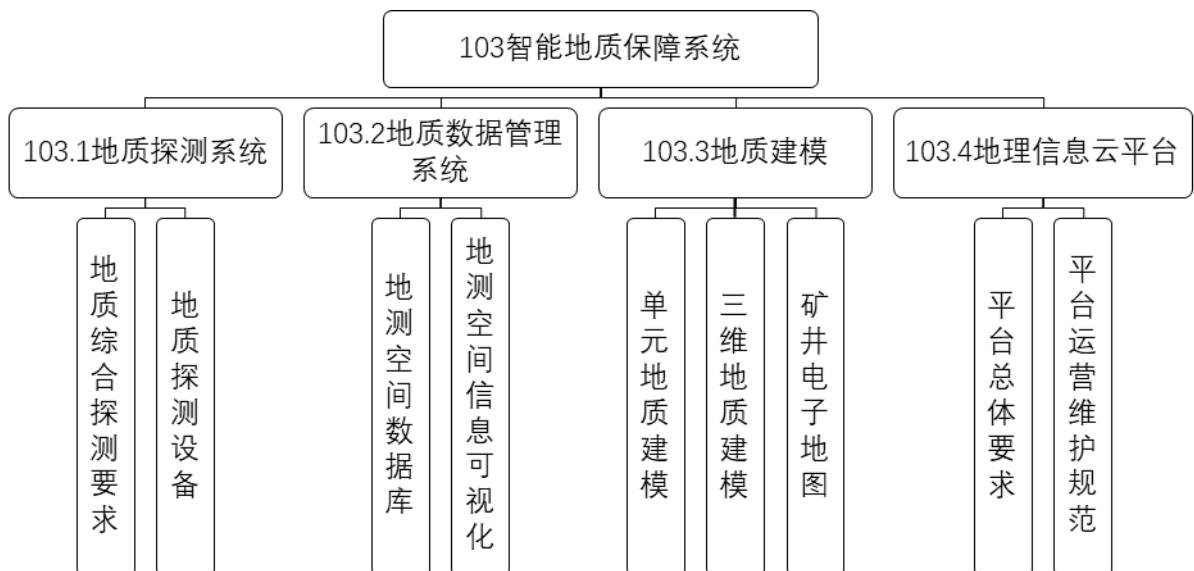 103智能地质保障系统
103.1地质探测系统
103.2地质数据管理
系统
103.3地质建模
103.4地理信息云平台
地质综合探测要求
地质探测设备
地测空间数据库
地测空间信息可视化
单元地质建模
三维地质建模
矿井电子地图
平台总体要求
平台运营维护规范